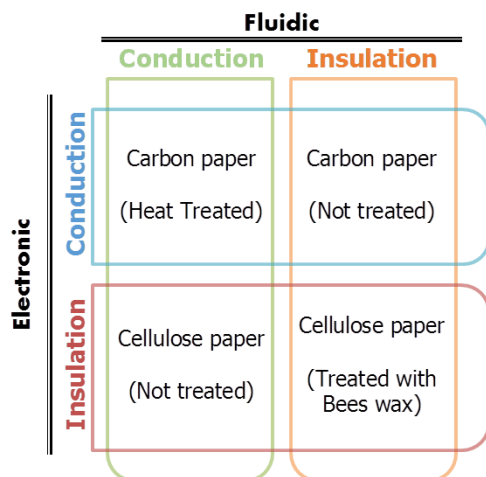 Fluidic
Conduction
Insulation
Electronic
Conduction
Carbon paper
(Heat Treated)
Carbon paper
(Not treated)
Insulation
Cellulose paper
(Not treated)
Cellulose paper
(Treated with
Bees wax)